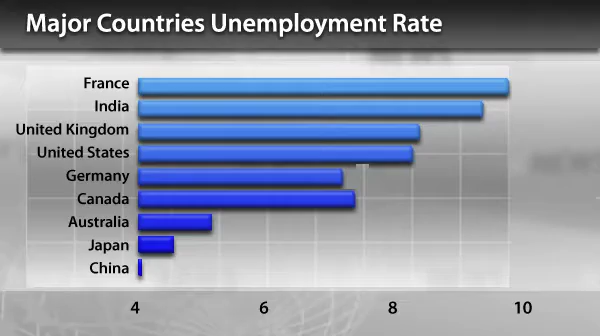 Major Countries Unemployment Rate
France
India
United Kingdom
United States
Germany
Canada
Australia
Japan
China
4 6 8 10